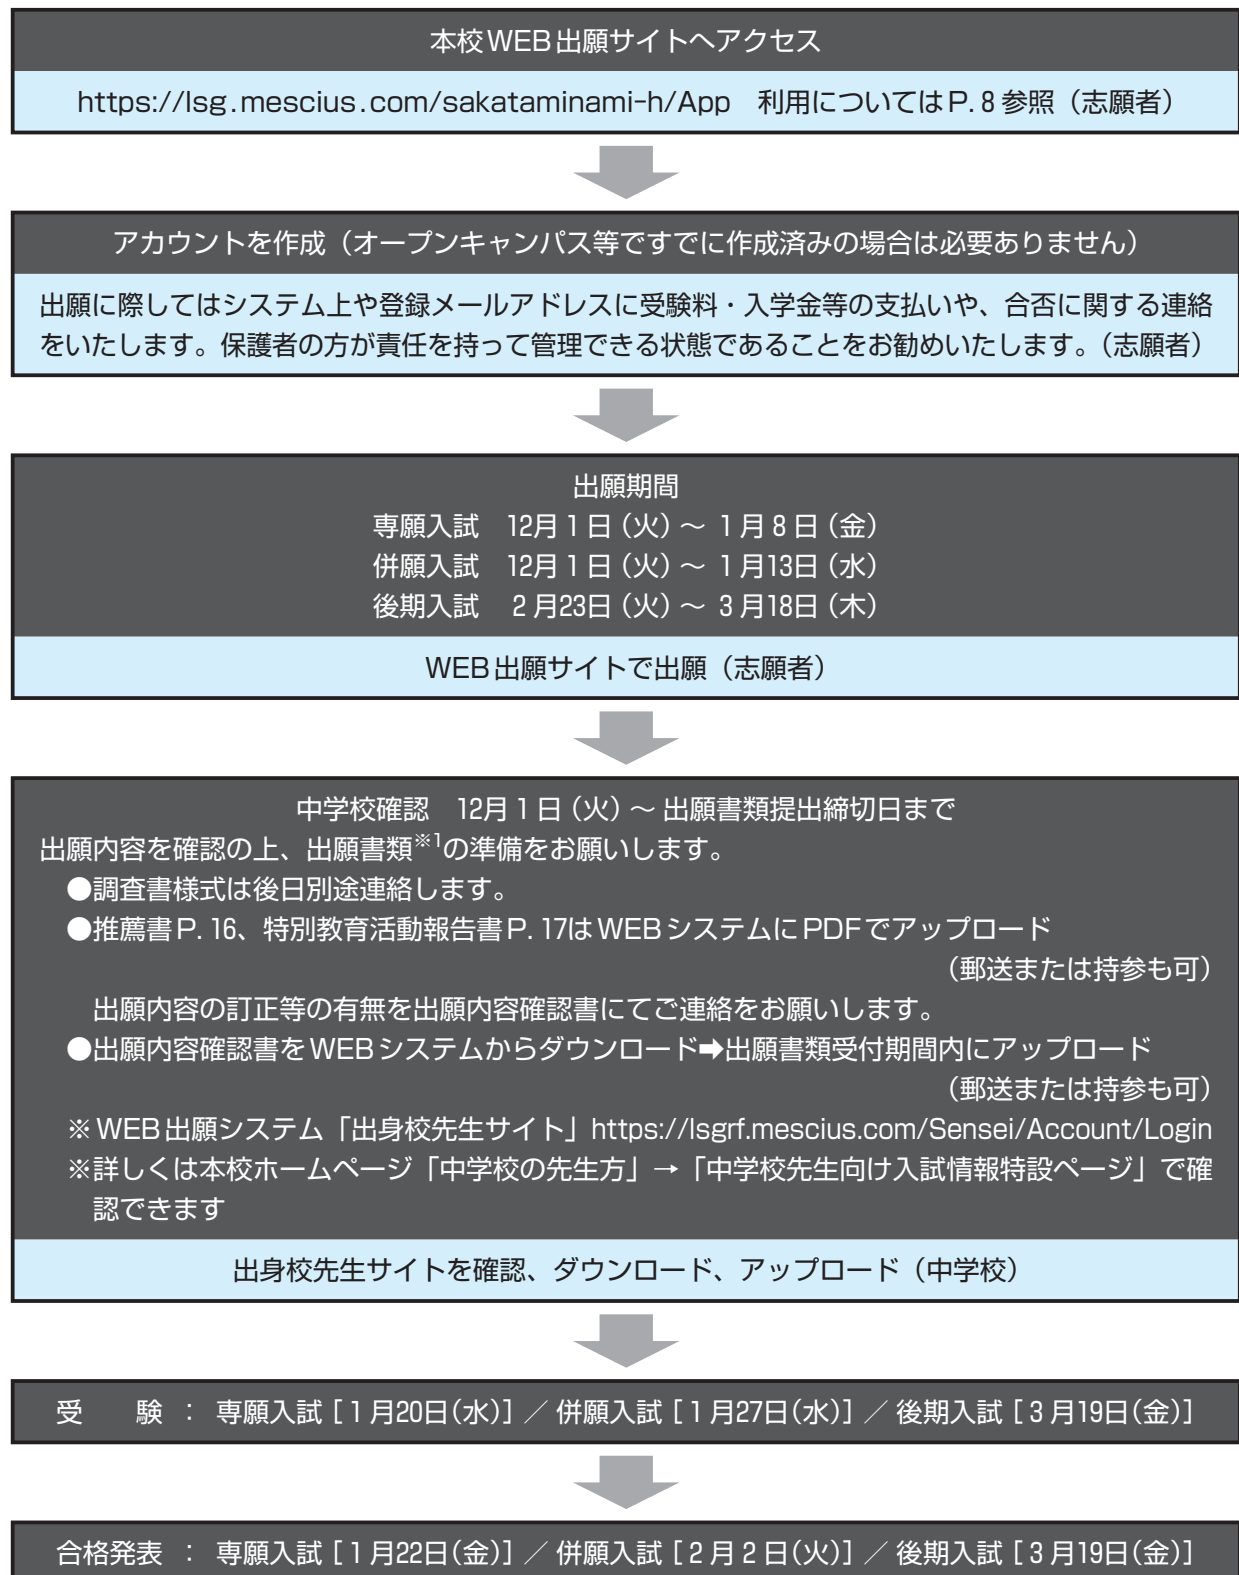 本校WEB出願サイトへアクセス
https://lsg.mescius.com/sakataminami-h/App　利用についてはP. 8 参照（志願者）
アカウントを作成（オープンキャンパス等ですでに作成済みの場合は必要ありません）
出願に際してはシステム上や登録メールアドレスに受験料・入学金等の支払いや、合否に関する連絡
をいたします。保護者の方が責任を持って管理できる状態であることをお勧めいたします。（志願者）
出願期間
専願入試　12月 1 日（火）～ 1 月 8 日（金）
併願入試　12月 1 日（火）～ 1 月13日（水）
後期入試　2 月23日（火）～ 3 月18日（木）
WEB出願サイトで出願（志願者）
中学校確認　12月 1 日（火）～ 出願書類提出締切日まで
出願内容を確認の上、出願書類※1の準備をお願いします。
●調査書様式は後日別途連絡します。
●推薦書P. 16、特別教育活動報告書P. 17はWEBシステムにPDFでアップロード
（郵送または持参も可）
出願内容の訂正等の有無を出願内容確認書にてご連絡をお願いします。
●出願内容確認書をWEBシステムからダウンロード➡出願書類受付期間内にアップロード
（郵送または持参も可）
※WEB出願システム「出身校先生サイト」https://lsgrf.mescius.com/Sensei/Account/Login
※詳しくは本校ホームページ「中学校の先生方」→「中学校先生向け入試情報特設ページ」で確
認できます
出身校先生サイトを確認、ダウンロード、アップロード（中学校）
受　　験 ： 専願入試［1 月20日（水）］／ 併願入試［1 月27日（水）］／ 後期入試［3 月19日（金）］
合格発表 ： 専願入試［1 月22日（金）］／ 併願入試［2 月 2 日（火）］／ 後期入試［3 月19日（金）］